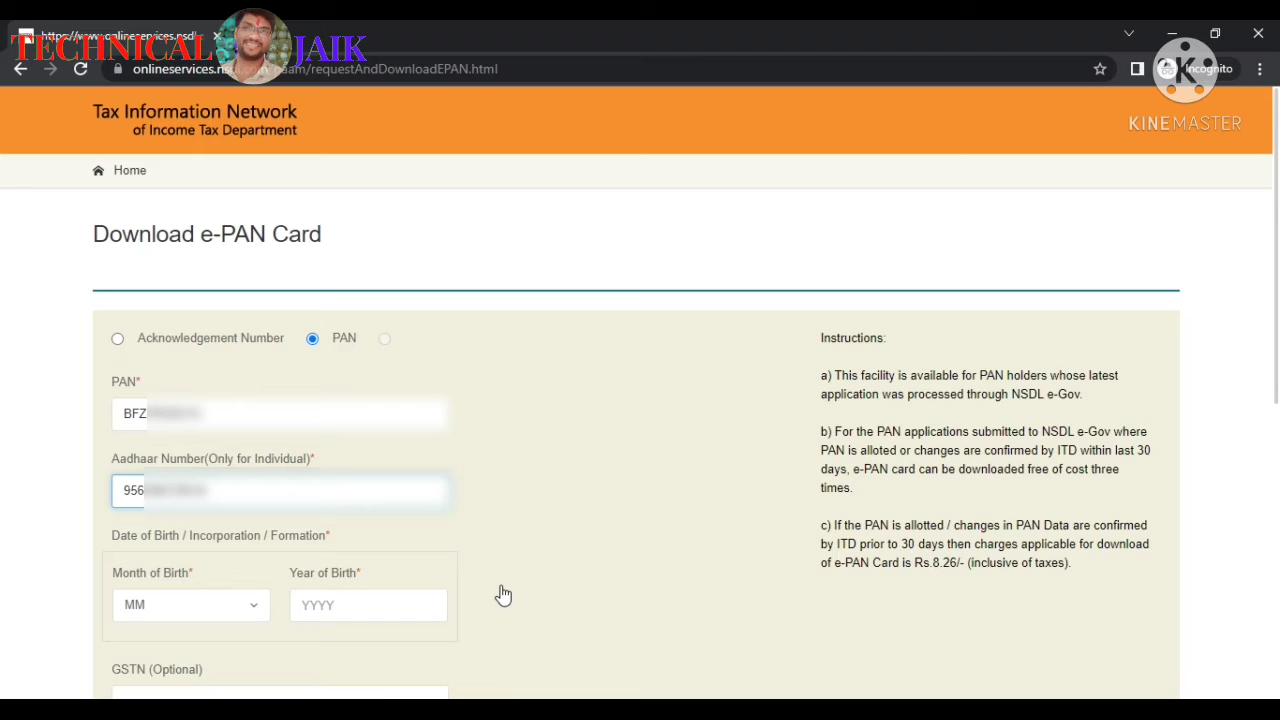 https://www.onlineservices.nsdl
TECHNICAL JAIK
onlineservices.nsdl.com/paam/requestAndDownloadEPAN.html
Incognito
K
KINEMASTER
Tax Information Network
of Income Tax Department
Home
Download e-PAN Card
Acknowledgement Number
PAN
PAN*
BFZ
Aadhaar Number(Only for Individual)*
956
Date of Birth / Incorporation / Formation*
Month of Birth*
Year of Birth*
MM
YYYY
GSTN (Optional)
Instructions:
a) This facility is available for PAN holders whose latest
application was processed through NSDL e-Gov.
b) For the PAN applications submitted to NSDL e-Gov where
PAN is alloted or changes are confirmed by ITD within last 30
days, e-PAN card can be downloaded free of cost three
times.
c) If the PAN is allotted / changes in PAN Data are confirmed
by ITD prior to 30 days then charges applicable for download
of e-PAN Card is Rs.8.26/- (inclusive of taxes).